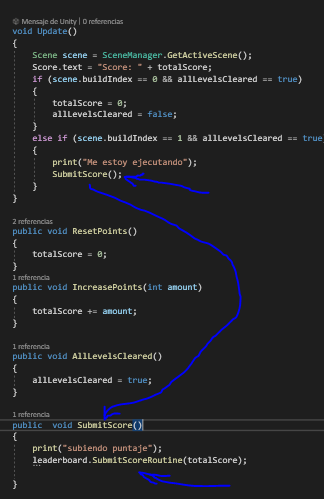 Mensaje de Unity | 0 referencias
void Update()
{
Scene scene = SceneManager.GetActiveScene();
Score.text = "Score: " + totalScore;
if (scene.buildIndex == 0 && allLevelsCleared == true)
{
totalScore = 0;
allLevelsCleared = false;
}
else if (scene.buildIndex == 1 && allLevelsCleared == true
{
print("Me estoy ejecutando");
SubmitScore();
}
}
2 referencias
public void ResetPoints()
{
totalScore = 0;
}
1 referencia
public void IncreasePoints(int amount)
{
totalScore += amount;
}
1 referencia
public void AllLevelsCleared()
{
allLevelsCleared = true;
}
1 referencia
public void SubmitScore()
{
print("subiendo puntaje");
leaderboard.SubmitScoreRoutine(totalScore);
}